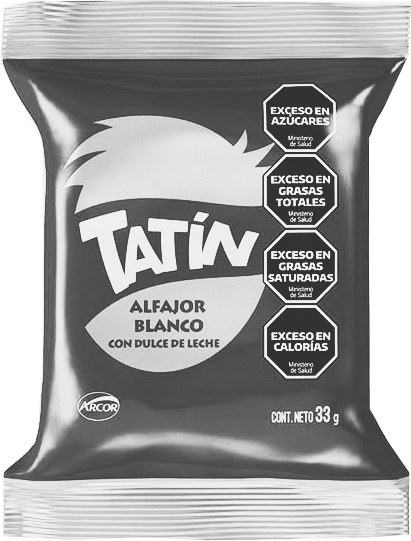 EXCESO EN
AZÚCARES
Ministerio
de Salud
EXCESO EN
GRASAS
TOTALES
Ministerio
de Salud
TATÍN
EXCESO EN
GRASAS
SATURADAS
Ministerio
de Salud
ALFAJOR
BLANCO
CON DULCE DE LECHE
EXCESO EN
CALORÍAS
Ministerio
de Salud
ARCOR
CONT. NETO 33 g